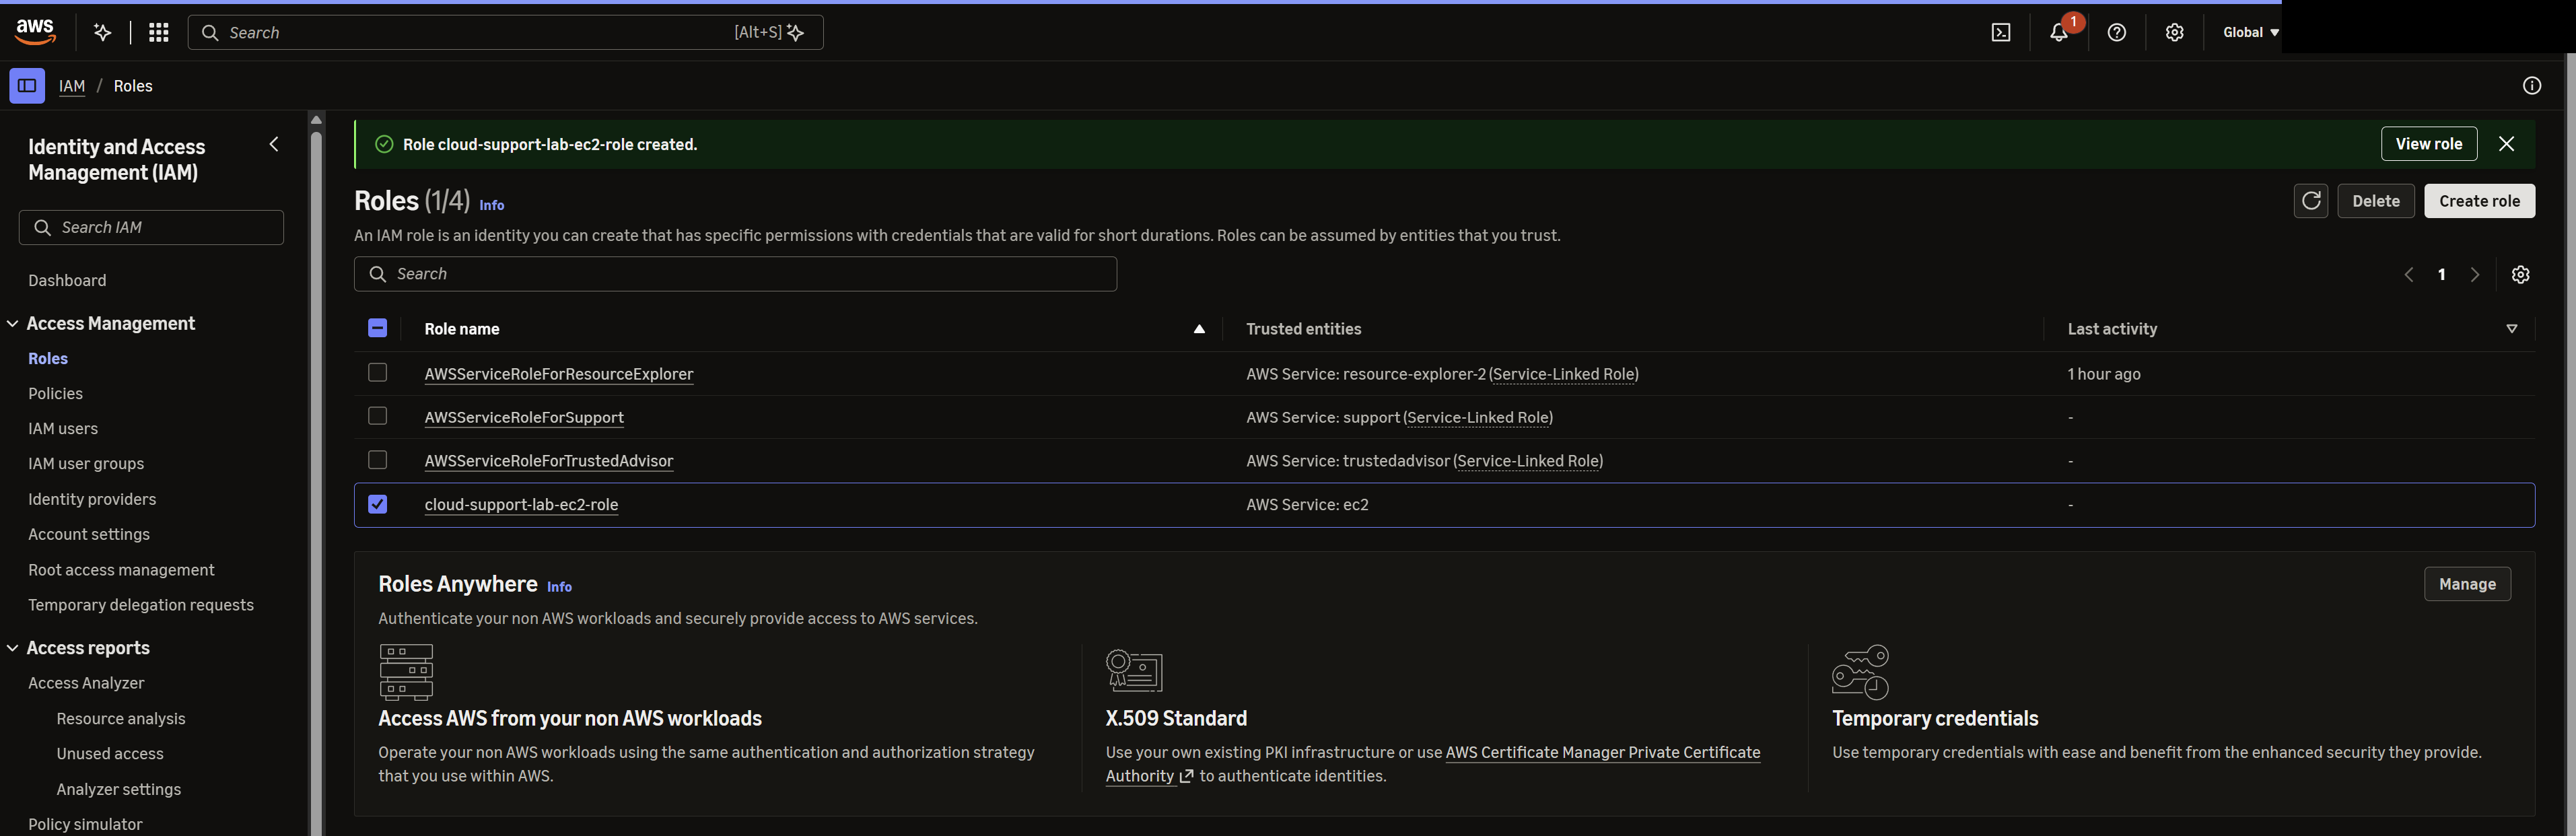 aws
Search [Alt+S]
1
Global
IAM / Roles
Identity and Access
Management (IAM)
Search IAM
Dashboard
Access Management
Roles
Policies
IAM users
IAM user groups
Identity providers
Account settings
Root access management
Temporary delegation requests
Access reports
Access Analyzer
Resource analysis
Unused access
Analyzer settings
Policy simulator
Role cloud-support-lab-ec2-role created.
View role
Roles (1/4) Info
Delete
Create role
An IAM role is an identity you can create that has specific permissions with credentials that are valid for short durations. Roles can be assumed by entities that you trust.
Search
1
Role name Trusted entities Last activity
AWSServiceRoleForResourceExplorer AWS Service: resource-explorer-2 (Service-Linked Role) 1 hour ago
AWSServiceRoleForSupport AWS Service: support (Service-Linked Role) -
AWSServiceRoleForTrustedAdvisor AWS Service: trustedadvisor (Service-Linked Role) -
cloud-support-lab-ec2-role AWS Service: ec2 -
Roles Anywhere Info
Manage
Authenticate your non AWS workloads and securely provide access to AWS services.
Access AWS from your non AWS workloads
Operate your non AWS workloads using the same authentication and authorization strategy
that you use within AWS.
X.509 Standard
Use your own existing PKI infrastructure or use AWS Certificate Manager Private Certificate
Authority to authenticate identities.
Temporary credentials
Use temporary credentials with ease and benefit from the enhanced security they provide.